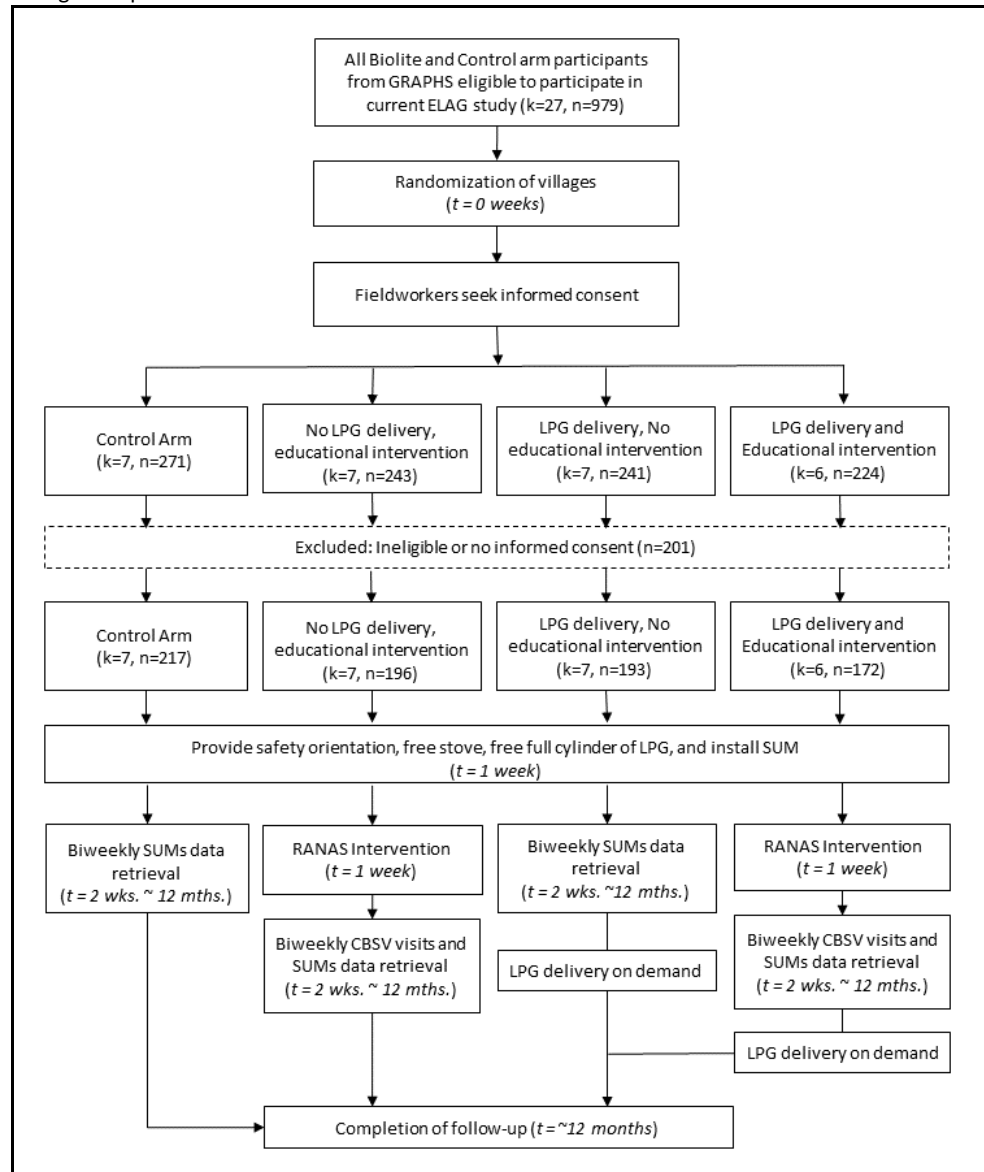 All Biolite and Control arm participants
from GRAPHS eligible to participate in
current ELAG study (k=27, n=979)
Randomization of villages
(t = 0 weeks)
Fieldworkers seek informed consent
Control Arm
(k=7, n=271)
No LPG delivery,
educational intervention
(k=7, n=243)
LPG delivery, No
educational intervention
(k=7, n=241)
LPG delivery and
Educational intervention
(k=6, n=224)
Excluded: Ineligible or no informed consent (n=201)
Control Arm
(k=7, n=217)
No LPG delivery,
educational intervention
(k=7, n=196)
LPG delivery, No
educational intervention
(k=7, n=193)
LPG delivery and
Educational intervention
(k=6, n=172)
Provide safety orientation, free stove, free full cylinder of LPG, and install SUM
(t = 1 week)
Biweekly SUMs data
retrieval
(t = 2 wks. ~ 12 mths.)
RANAS Intervention
(t = 1 week)
Biweekly SUMs data
retrieval
(t = 2 wks. ~12 mths.)
RANAS Intervention
(t = 1 week)
Biweekly CBSV visits and
SUMs data retrieval
(t = 2 wks. ~ 12 mths.)
LPG delivery on demand
Biweekly CBSV visits and
SUMs data retrieval
(t = 2 wks. ~ 12 mths.)
LPG delivery on demand
Completion of follow-up (t = ~12 months)